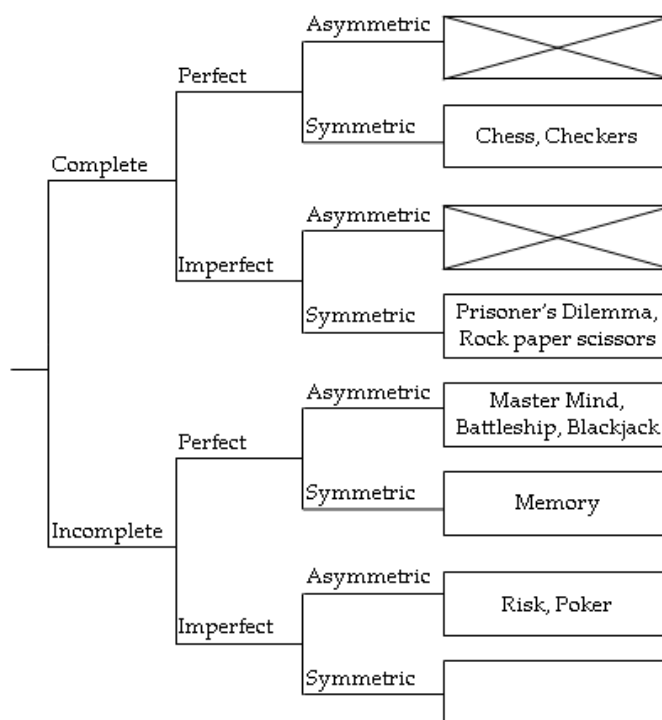 Asymmetric
Perfect
Symmetric
Chess, Checkers
Complete
Asymmetric
Imperfect
Symmetric
Prisoner's Dilemma,
Rock paper scissors
Asymmetric
Master Mind,
Battleship, Blackjack
Perfect
Symmetric
Memory
Incomplete
Asymmetric
Risk, Poker
Imperfect
Symmetric